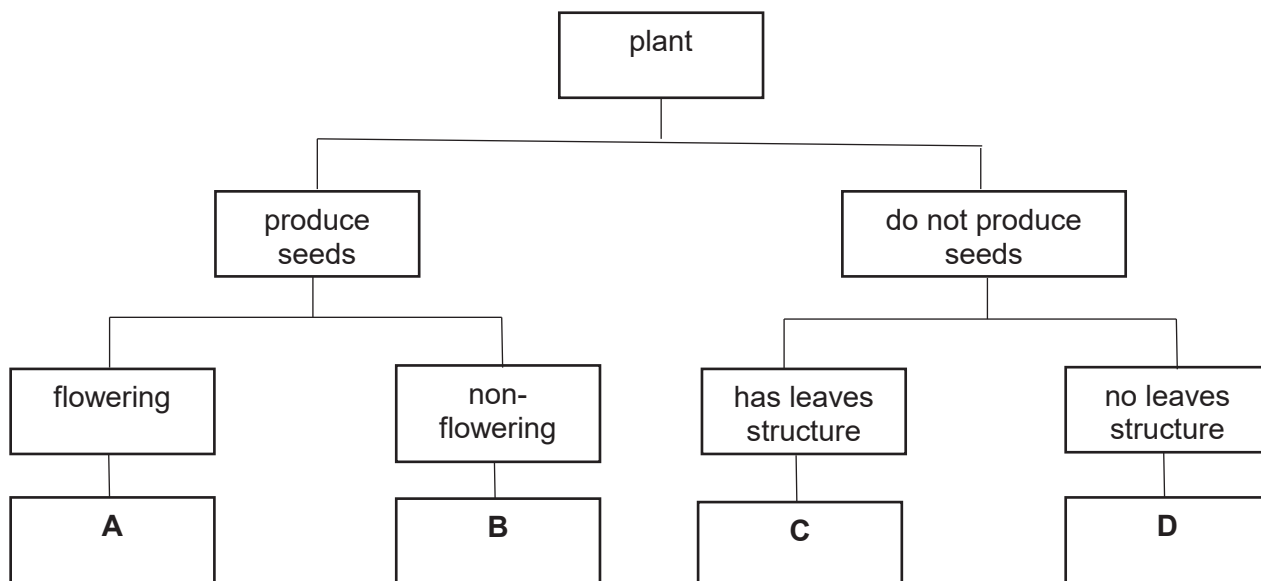 plant
produce
seeds
do not produce
seeds
flowering
non-
flowering
has leaves
structure
no leaves
structure
A
B
C
D